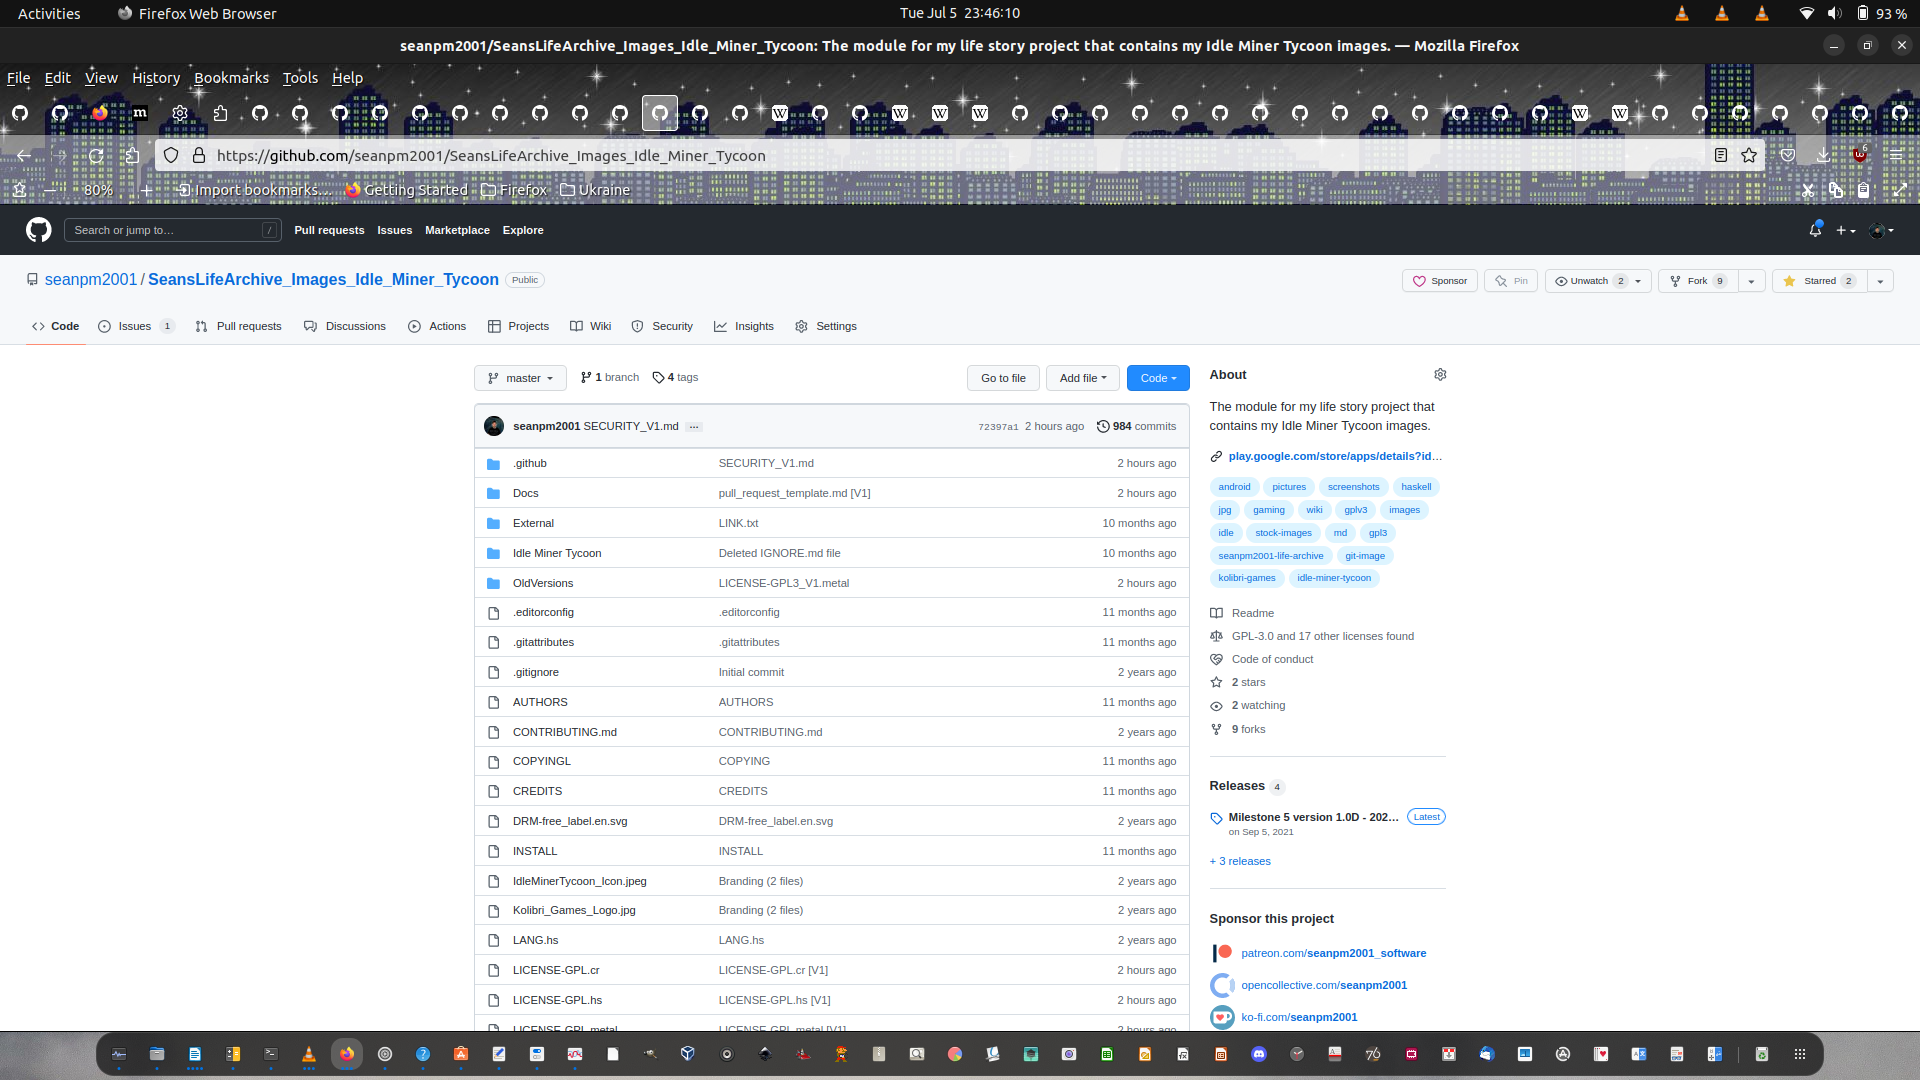 Activities
Firefox Web Browser
Tue Jul 5 23:46:10
93 %
seanpm2001/SeansLifeArchive_Images_Idle_Miner_Tycoon: The module for my life story project that contains my Idle Miner Tycoon images. — Mozilla Firefox
File Edit View History Bookmarks Tools Help
https://github.com/seanpm2001/SeansLifeArchive_Images_Idle_Miner_Tycoon
6
80%
Import bookmarks...
Getting Started
Firefox
Ukraine
Search or jump to… /
Pull requests Issues Marketplace Explore
seanpm2001 / SeansLifeArchive_Images_Idle_Miner_Tycoon Public
Sponsor
Pin
Unwatch 2
Fork 9
Starred 2
Code
Issues 1
Pull requests
Discussions
Actions
Projects
Wiki
Security
Insights
Settings
master
1 branch
4 tags
Go to file
Add file
Code
seanpm2001 SECURITY_V1.md ... 72397a1 2 hours ago 984 commits
.github SECURITY_V1.md 2 hours ago
Docs pull_request_template.md [V1] 2 hours ago
External LINK.txt 10 months ago
Idle Miner Tycoon Deleted IGNORE.md file 10 months ago
OldVersions LICENSE-GPL3_V1.metal 2 hours ago
.editorconfig .editorconfig 11 months ago
.gitattributes .gitattributes 11 months ago
.gitignore Initial commit 2 years ago
AUTHORS AUTHORS 11 months ago
CONTRIBUTING.md CONTRIBUTING.md 2 years ago
COPYINGL COPYING 11 months ago
CREDITS CREDITS 11 months ago
DRM-free_label.en.svg DRM-free_label.en.svg 2 years ago
INSTALL INSTALL 11 months ago
IdleMinerTycoon_Icon.jpeg Branding (2 files) 2 years ago
Kolibri_Games_Logo.jpg Branding (2 files) 2 years ago
LANG.hs LANG.hs 2 years ago
LICENSE-GPL.cr LICENSE-GPL.cr [V1] 2 hours ago
LICENSE-GPL.hs LICENSE-GPL.hs [V1] 2 hours ago
LICENSE-GPL.metal LICENSE-GPL.metal [V1] 2 hours ago
About
The module for my life story project that
contains my Idle Miner Tycoon images.
play.google.com/store/apps/details?id...
android pictures screenshots haskell
jpg gaming wiki gplv3 images
idle stock-images md gpl3
seanpm2001-life-archive git-image
kolibri-games idle-miner-tycoon
Readme
GPL-3.0 and 17 other licenses found
Code of conduct
2 stars
2 watching
9 forks
Releases 4
Milestone 5 version 1.0D - 202... Latest
on Sep 5, 2021
+ 3 releases
Sponsor this project
patreon.com/seanpm2001_software
opencollective.com/seanpm2001
ko-fi.com/seanpm2001